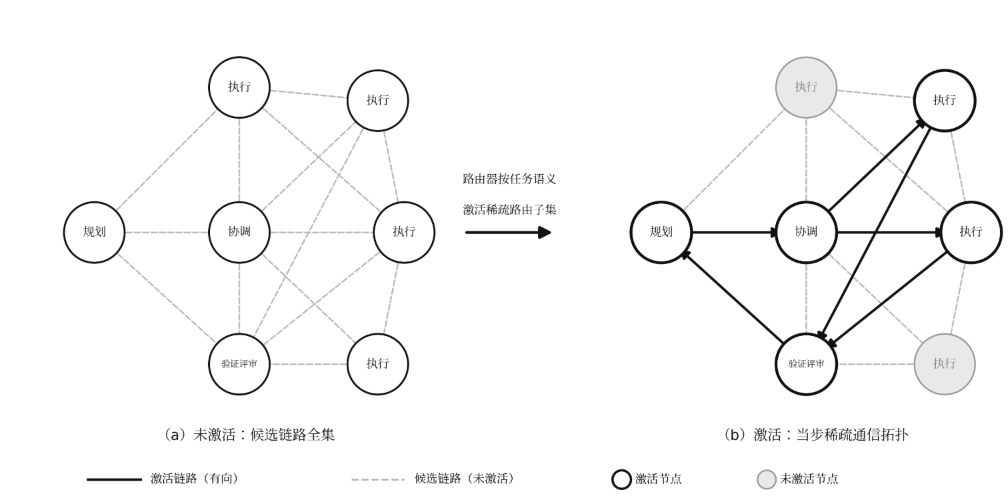 执行
执行
规划
协调
执行
验证评审
执行
路由器按任务语义
激活稀疏路由子集
执行
执行
规划
协调
执行
验证评审
执行
（a）未激活：候选链路全集
（b）激活：当步稀疏通信拓扑
激活链路（有向）
候选链路（未激活）
激活节点
未激活节点